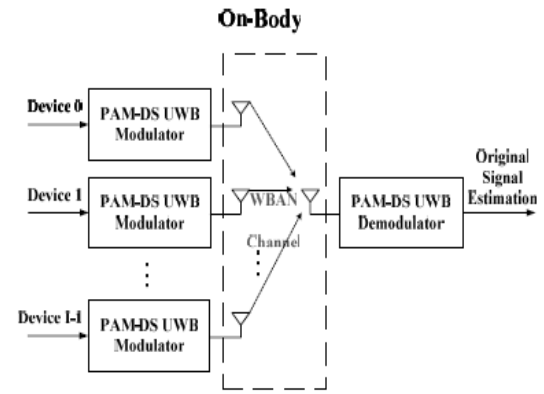 On-Body
Device 0
PAM-DS UWB
Modulator
Device 1
PAM-DS UWB
Modulator
WBAN
Channel
PAM-DS UWB
Demodulator
Original
Signal
Estimation
Device I-1
PAM-DS UWB
Modulator